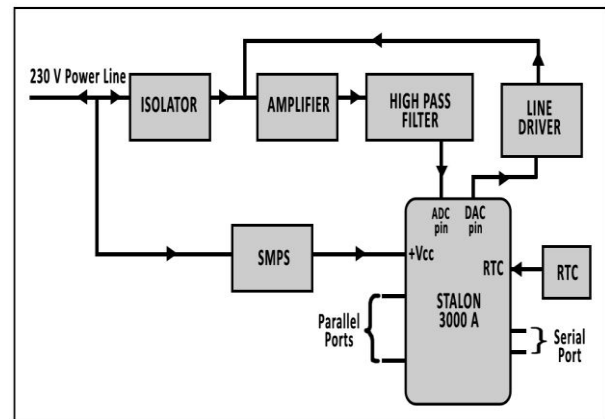 230 V Power Line
ISOLATOR
AMPLIFIER
HIGH PASS
FILTER
LINE
DRIVER
ADC
pin
DAC
pin
SMPS
+Vcc
RTC
RTC
STALON
3000 A
Parallel
Ports
Serial
Port